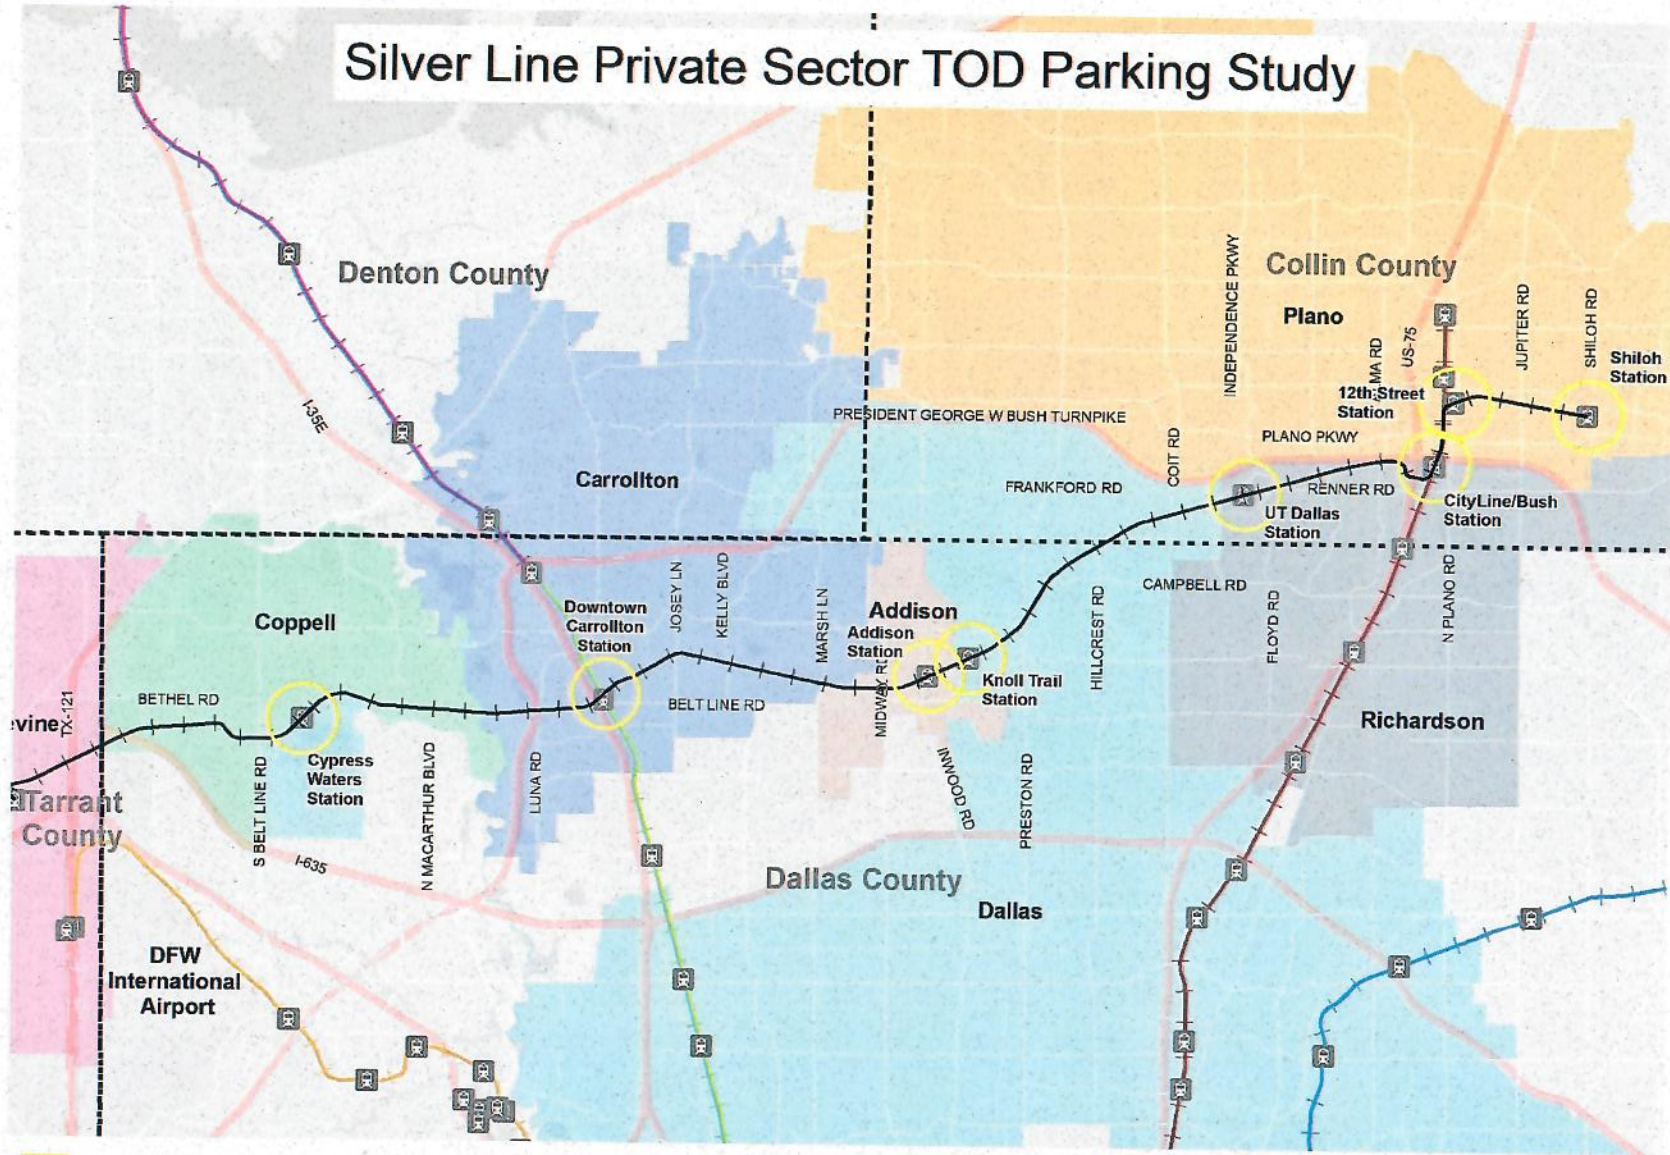 Silver Line Private Sector TOD Parking Study
Denton County
Collin County
Plano
INDEPENDENCE PKWY
US-75
JUPITER RD
SHILOH RD
Shiloh
Station
MA RD
12th Street
Station
I-35E
PRESIDENT GEORGE W BUSH TURNPIKE
PLANO PKWY
COIT RD
Carrollton
FRANKFORD RD
RENNER RD
UT Dallas
Station
CityLine/Bush
Station
Coppell
Downtown
Carrollton
Station
JOSEY LN
KELLY BLVD
MARSH LN
Addison
Addison
Station
MIDWAY RD
Knoll Trail
Station
HILLCREST RD
CAMPBELL RD
FLOYD RD
N PLANO RD
BETHEL RD
BELT LINE RD
Richardson
vine
TX-121
Cypress
Waters
Station
S BELT LINE RD
N MACARTHUR BLVD
LUNA RD
INWOOD RD
PRESTON RD
Tarrant
County
I-635
Dallas County
Dallas
DFW
International
Airport